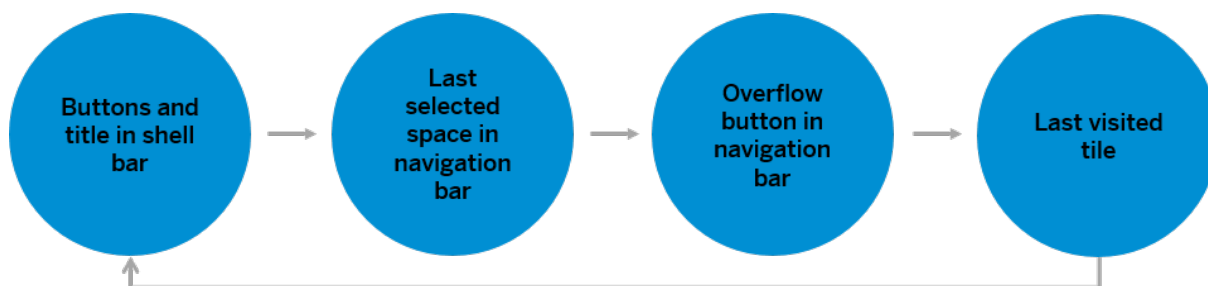 Buttons and
title in shell
bar
Last
selected
space in
navigation
bar
Overflow
button in
navigation
bar
Last visited
tile